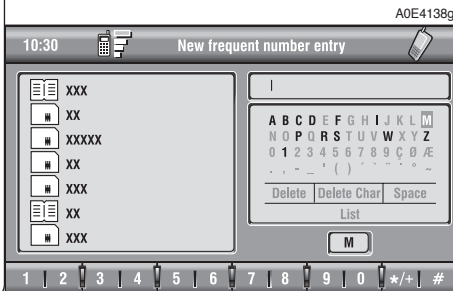 A0E4138g
10:30 New frequent number entry
xxx
xx
xxxxx
xx
xxx
xx
xxx
|
A B C D E F G H I J K L M
N O P Q R S T U V W X Y Z
0 1 2 3 4 5 6 7 8 9 Ç Ø Æ
. , - _ ' ( ) ´ ` ¨ ˆ ° ~
Delete Delete Char Space
List
M
1 2 3 4 5 6 7 8 9 0 */+ #